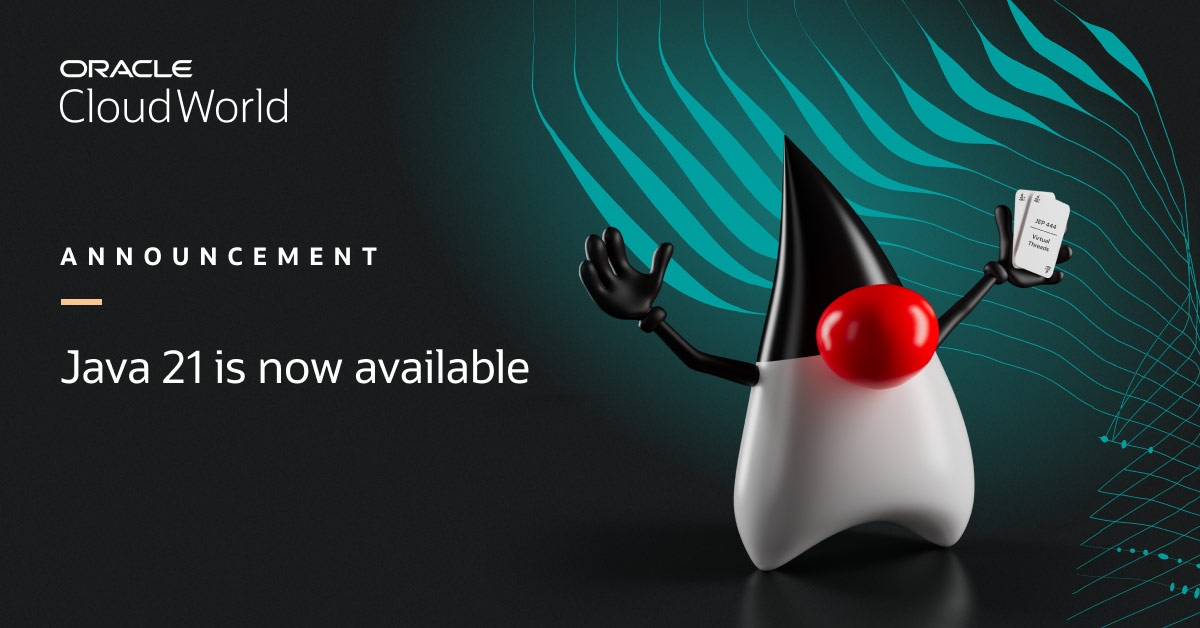 ORACLE
CloudWorld
ANNOUNCEMENT
Java 21 is now available
JEP 444
Virtual
Threads